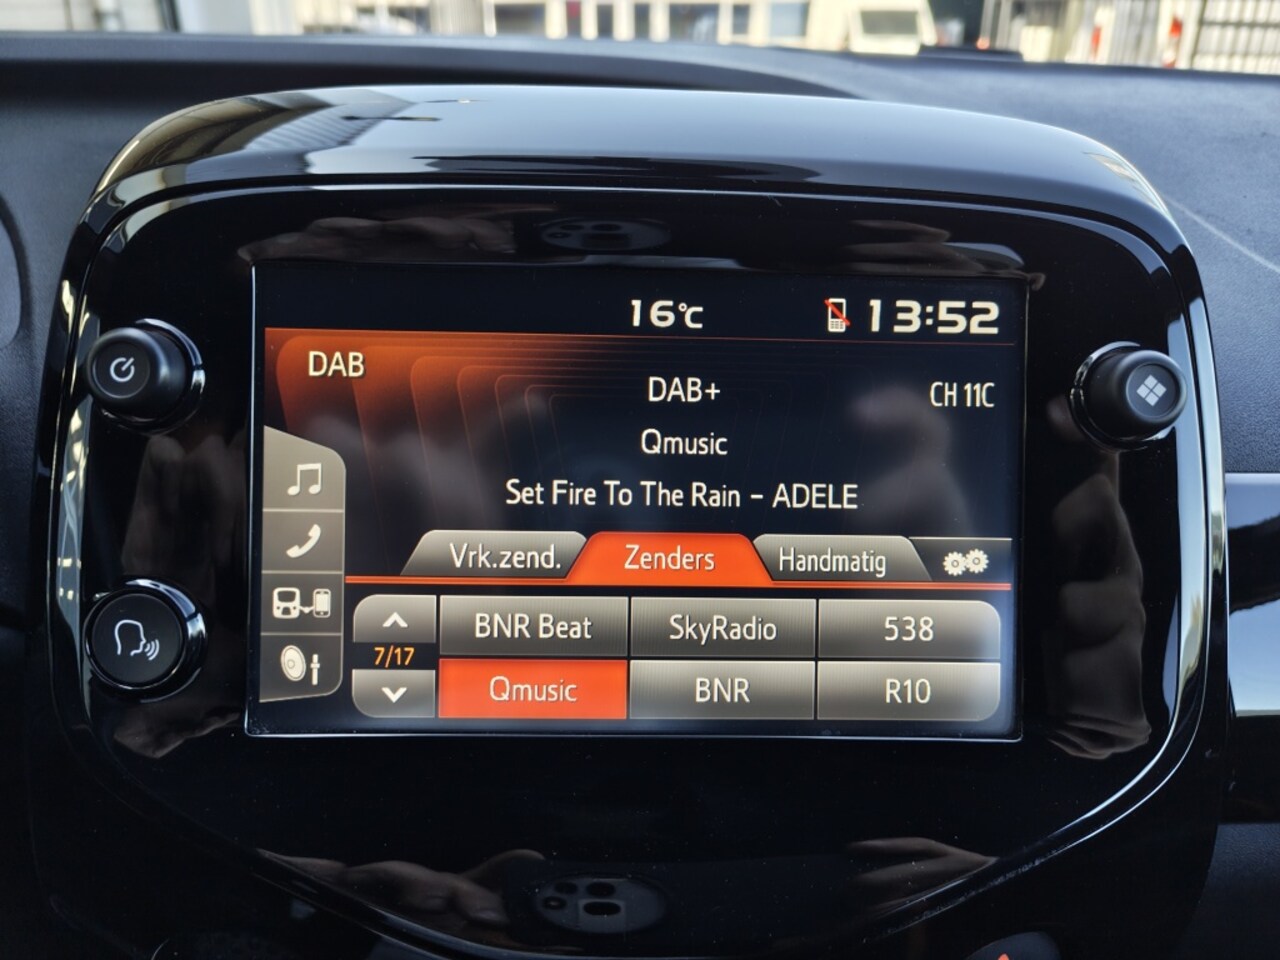 16°C 13:52
DAB
DAB+ CH 11C
Qmusic
Set Fire To The Rain - ADELE
Vrk.zend. Zenders Handmatig
BNR Beat SkyRadio 538
7/17
Qmusic BNR R10